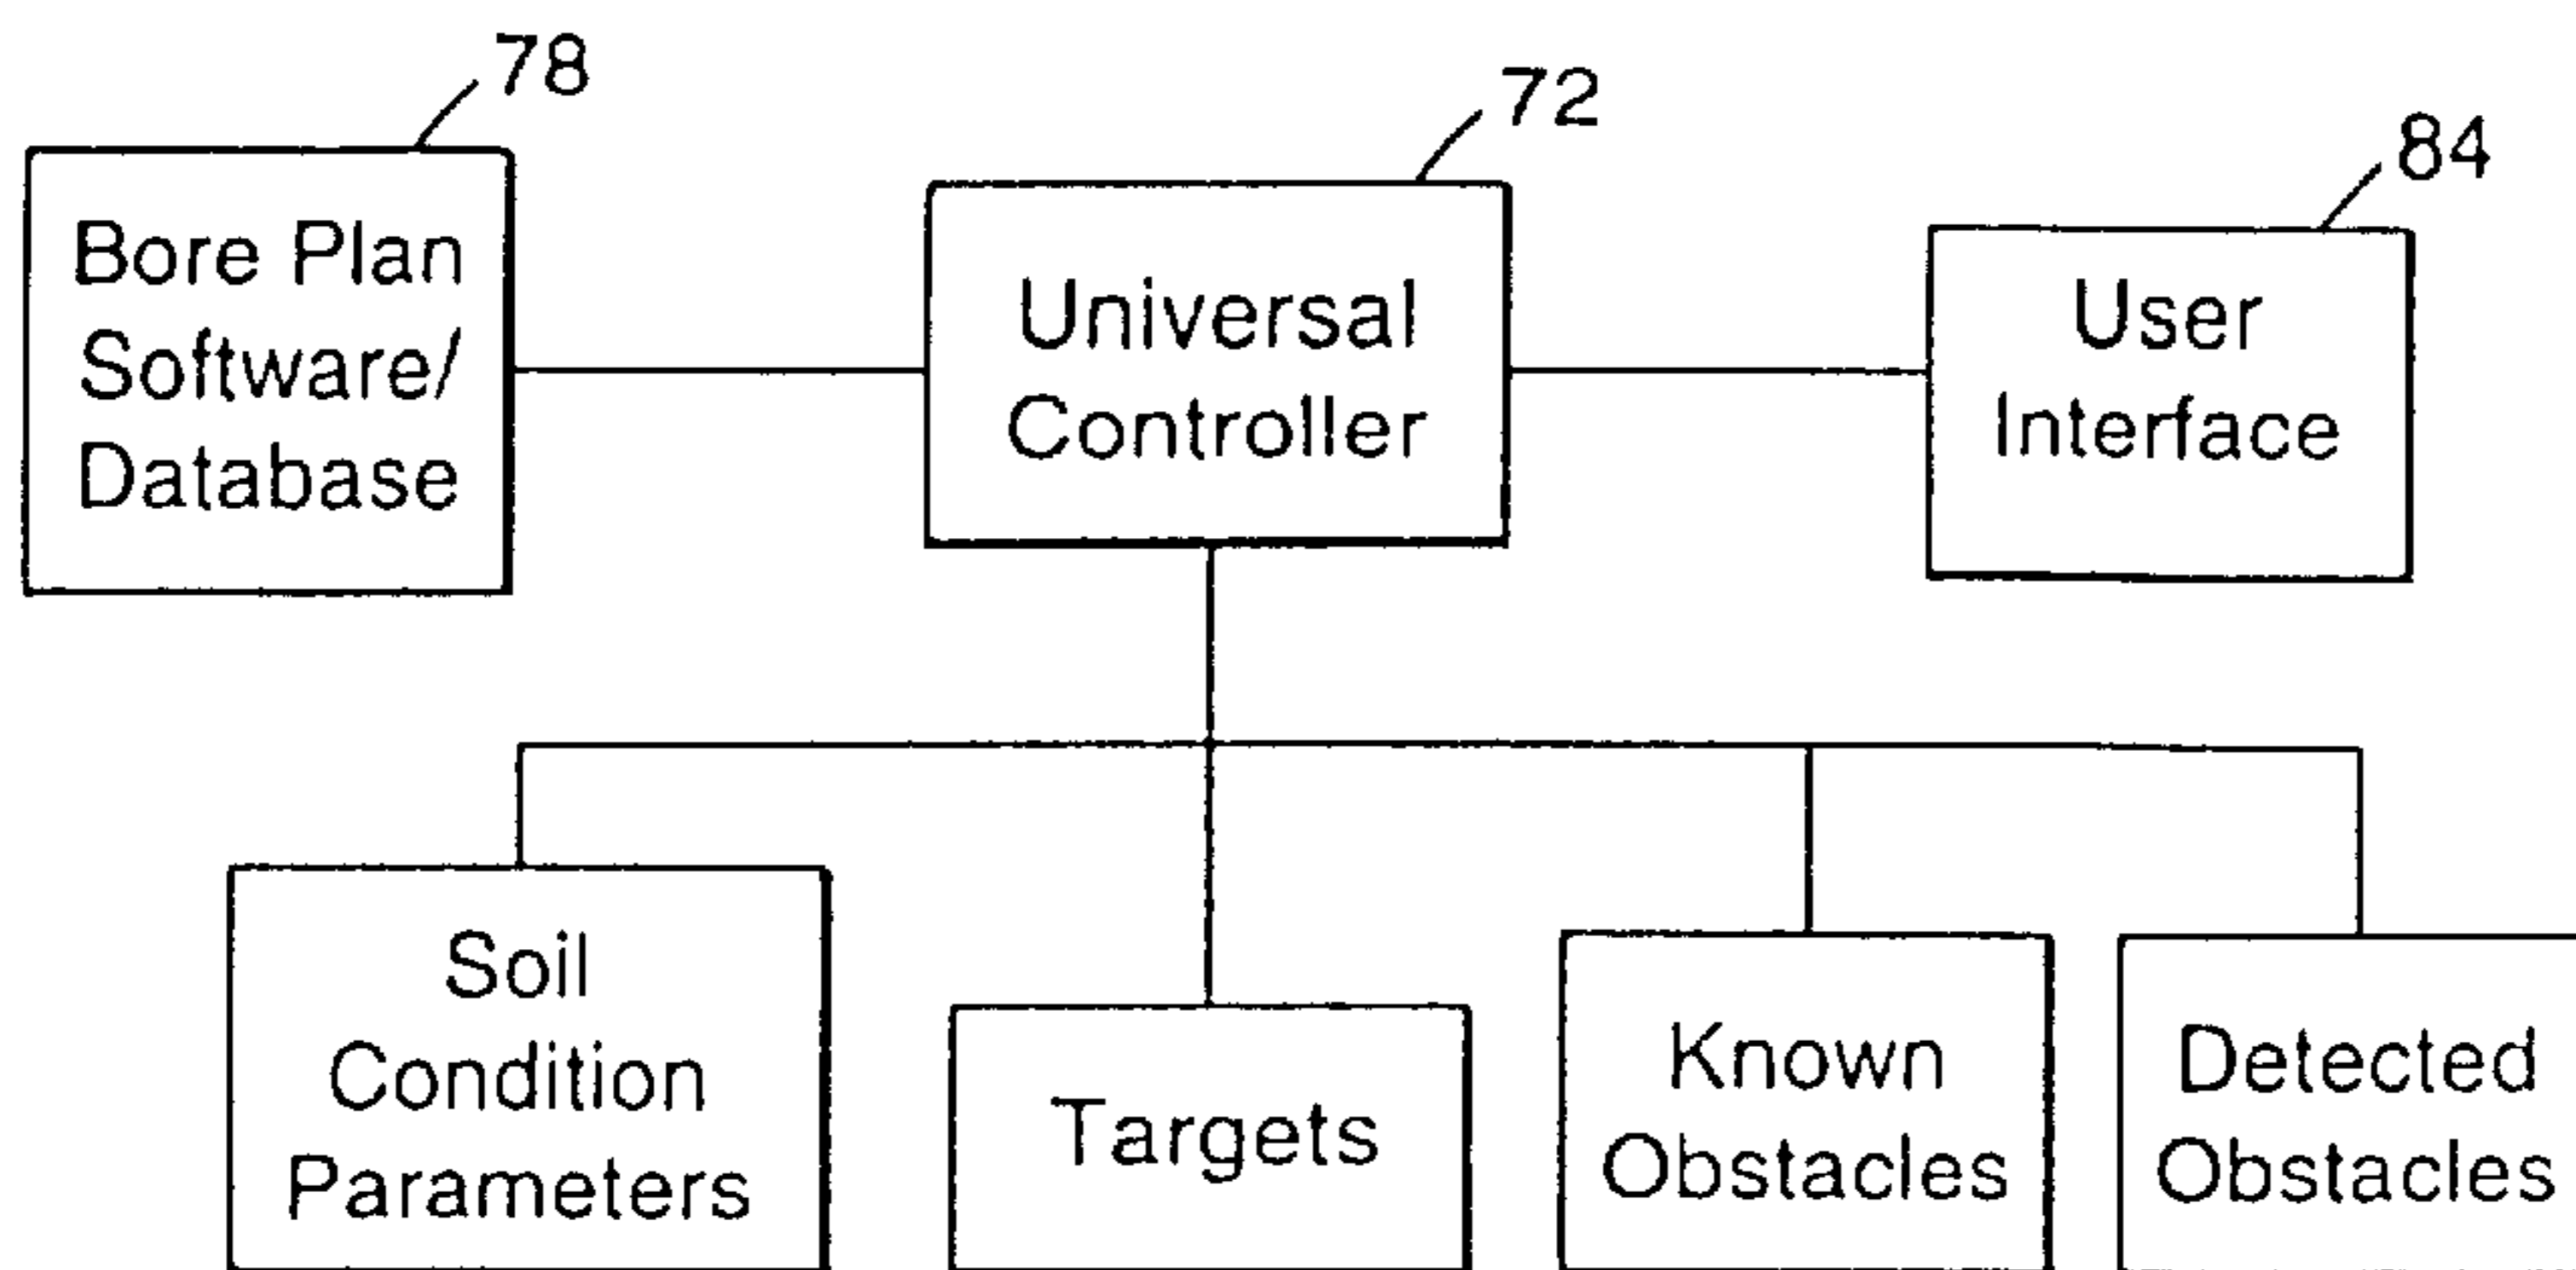 78
72
84
Bore Plan
Software/
Database
Universal
Controller
User
Interface
Soil
Condition
Parameters
Targets
Known
Obstacles
Detected
Obstacles